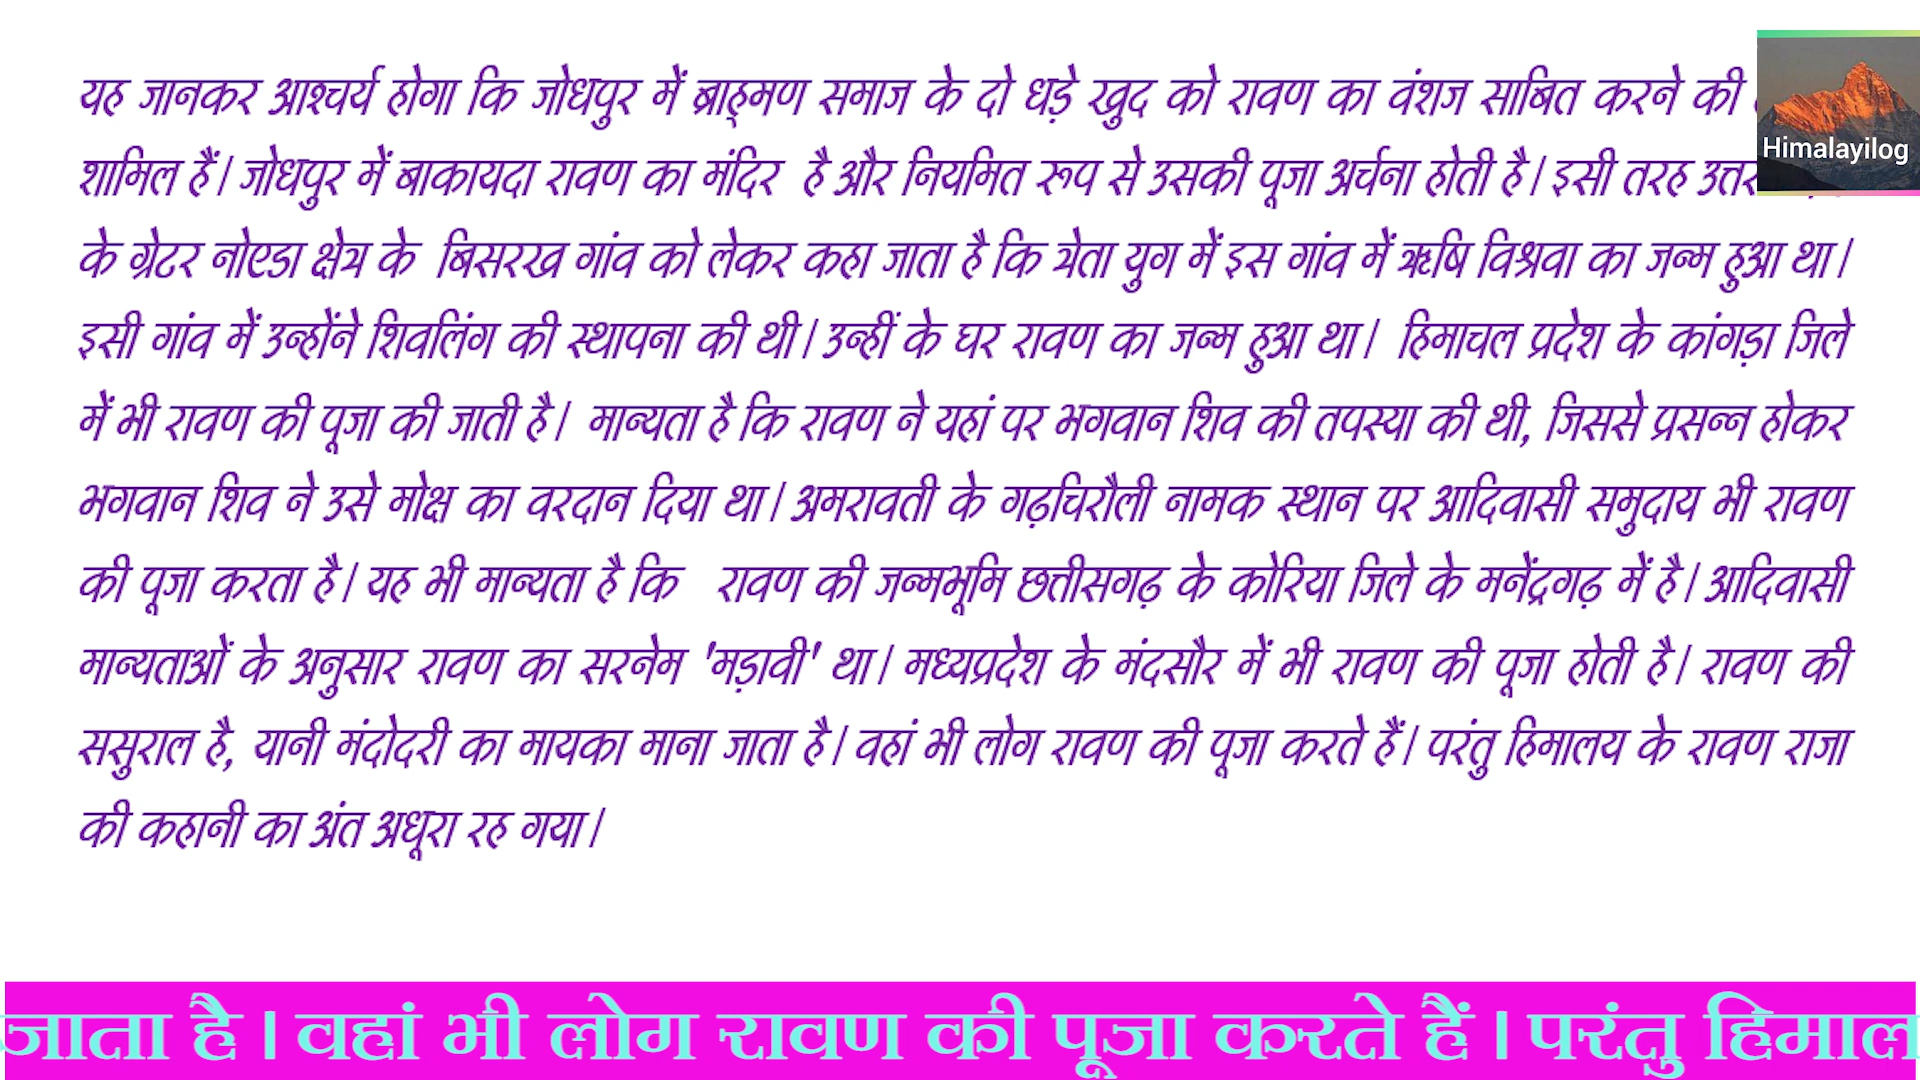 यह जानकर आश्चर्य होगा कि जोधपुर में ब्राह्मण समाज के दो धड़े खुद को रावण का वंशज साबित करने की
Himalayilog
शामिल हैं। जोधपुर में बाकायदा रावण का मंदिर है और नियमित रूप से उसकी पूजा अर्चना होती है। इसी तरह
के ग्रेटर नोएडा क्षेत्र के बिसरख गांव को लेकर कहा जाता है कि त्रेता युग में इस गांव में ऋषि विश्रवा का जन्म हुआ था।
इसी गांव में उन्होंने शिवलिंग की स्थापना की थी। उन्हीं के घर रावण का जन्म हुआ था। हिमाचल प्रदेश के कांगड़ा जिले
में भी रावण की पूजा की जाती है। मान्यता है कि रावण ने यहां पर भगवान शिव की तपस्या की थी, जिससे प्रसन्न होकर
भगवान शिव ने उसे मोक्ष का वरदान दिया था। अमरावती के गढ़चिरौली नामक स्थान पर आदिवासी समुदाय भी रावण
की पूजा करता है। यह भी मान्यता है कि रावण की जन्मभूमि छत्तीसगढ़ के कोरिया जिले के मनेंद्रगढ़ में है। आदिवासी
मान्यताओं के अनुसार रावण का सरनेम 'मड़ावी' था। मध्यप्रदेश के मंदसौर में भी रावण की पूजा होती है। रावण की
ससुराल है, यानी मंदोदरी का मायका माना जाता है। वहां भी लोग रावण की पूजा करते हैं। परंतु हिमालय के रावण राजा
की कहानी का अंत अधूरा रह गया।
जाता है। वहां भी लोग रावण की पूजा करते हैं। परंतु हिमाल